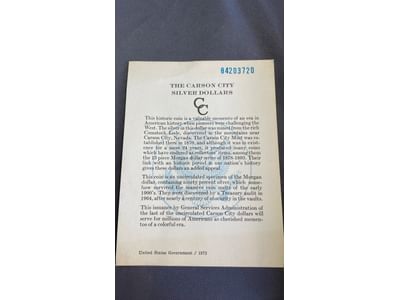 84203720
THE CARSON CITY
SILVER DOLLARS
CC
This historic coin is a valuable memento of an era in
American history when pioneers were challenging the
West. The silver in this dollar was mined from the rich
Comstock Lode, discovered in the mountains near
Carson City, Nevada. The Carson City Mint was es-
tablished there in 1870, and although it was in exist-
ence for a mere 24 years, it produced many coins
which have endured as collectors' items, among them
the 13 piece Morgan dollar series of 1878-1893. Their
link with an historic period in our nation's history
gives these dollars an added appeal.
This coin is an uncirculated specimen of the Morgan
dollar, containing ninety percent silver, which some-
how survived the massive coin melts of the early
1900's. They were discovered by a Treasury audit in
1964, after nearly a century of obscurity in the vaults.
This issuance by General Services Administration of
the last of the uncirculated Carson City dollars will
serve for millions of Americans as cherished memen-
tos of a colorful era.
United States Government / 1972